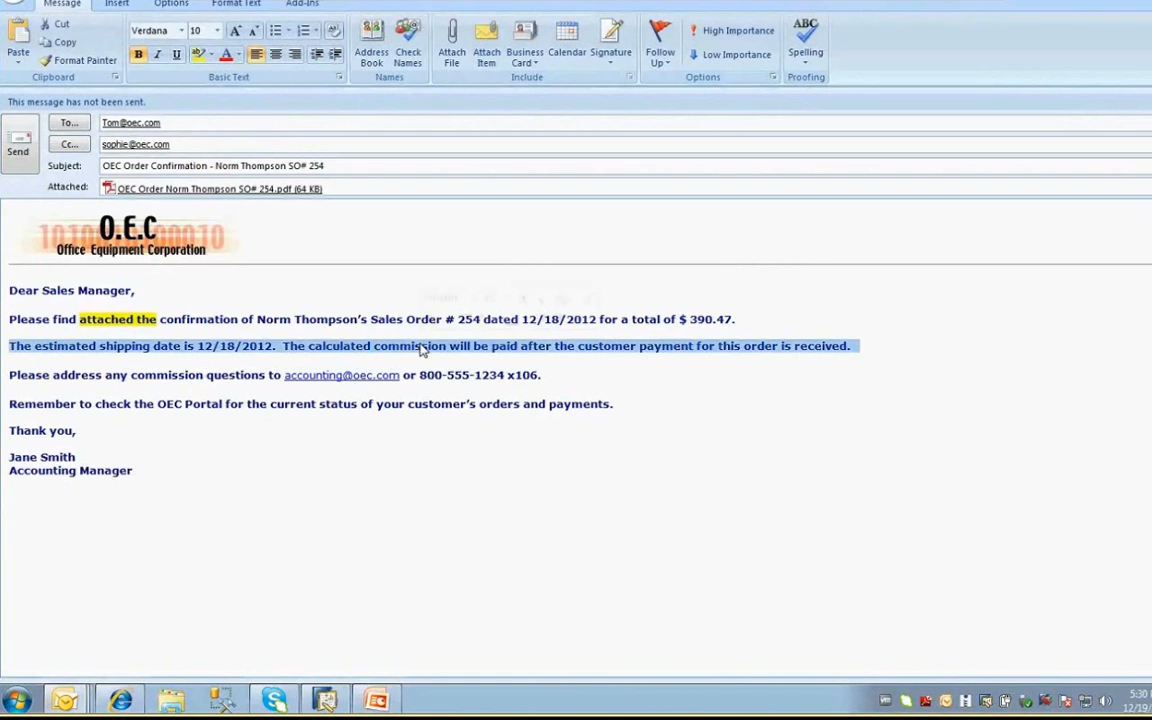 Message Insert Options Format Text Add-Ins
Cut
Copy
Format Painter
Paste
Clipboard
Verdana 10
B I U
Basic Text
Address Book
Check Names
Names
Attach File
Attach Item
Business Card
Calendar
Signature
Include
Follow Up
High Importance
Low Importance
Options
ABC
Spelling
Proofing
This message has not been sent.
Send
To... Tom@oec.com
Cc... sophie@oec.com
Subject: OEC Order Confirmation - Norm Thompson SO# 254
Attached: OEC Order Norm Thompson SO# 254.pdf (64 KB)
O.E.C
Office Equipment Corporation
Dear Sales Manager,
Please find attached the confirmation of Norm Thompson's Sales Order # 254 dated 12/18/2012 for a total of $ 390.47.
The estimated shipping date is 12/18/2012. The calculated commission will be paid after the customer payment for this order is received.
Please address any commission questions to accounting@oec.com or 800-555-1234 x106.
Remember to check the OEC Portal for the current status of your customer's orders and payments.
Thank you,
Jane Smith
Accounting Manager
5:30
12/19/